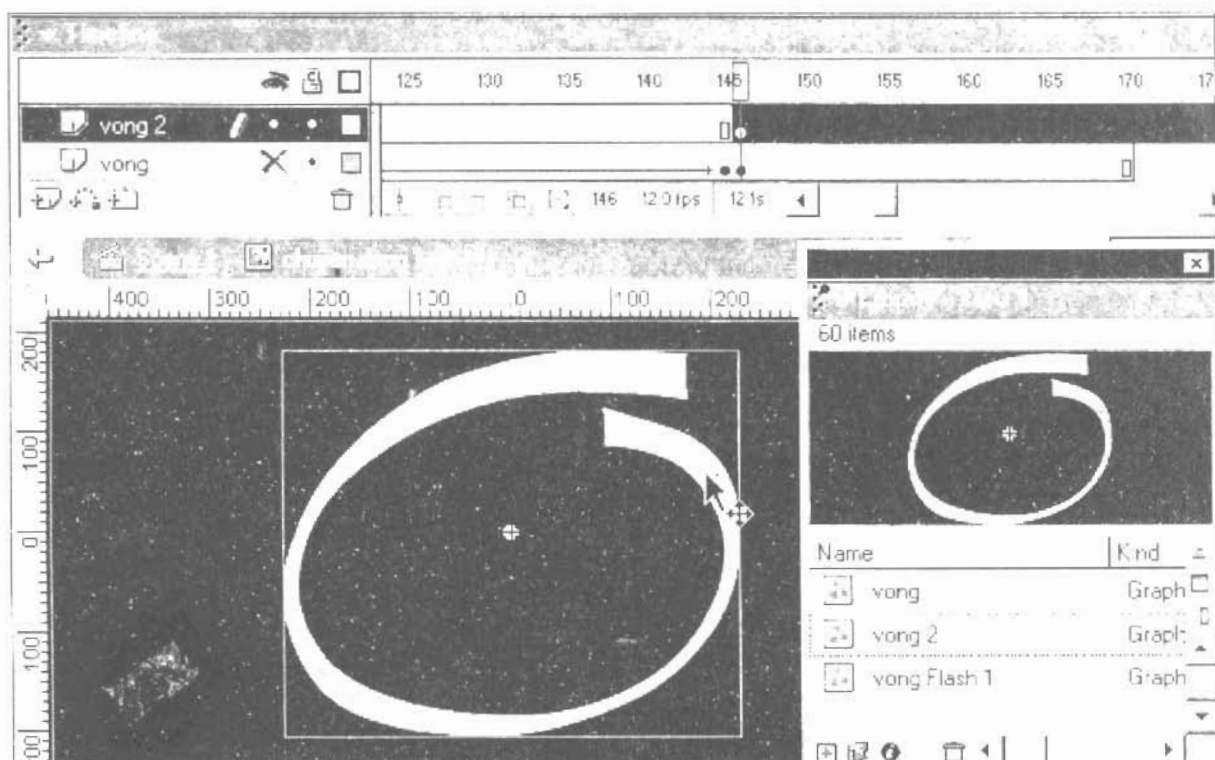 125 130 135 140 145 150 155 160 165 170
vong 2
vong
146 12.0 fps 12.1s
400 300 200 100 0 100 200
200
100
0
100
60 items
Name Kind
vong Graph
vong 2 Graph
vong Flash 1 Graph